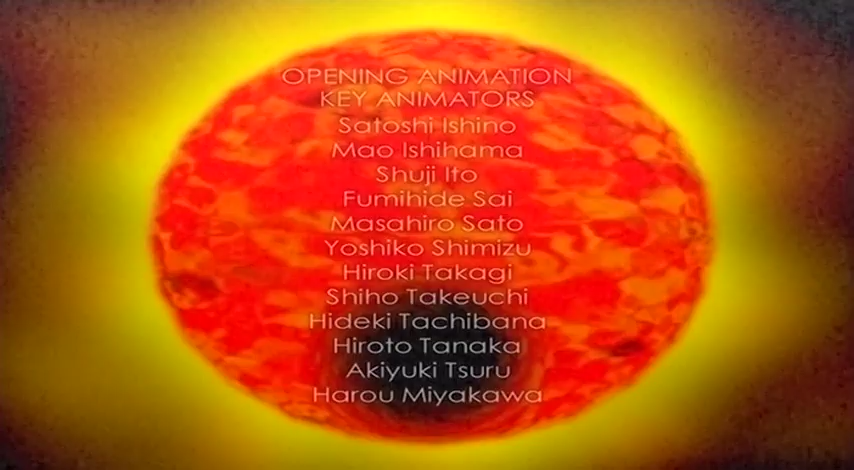 OPENING ANIMATION
KEY ANIMATORS
Satoshi Ishino
Mao Ishihama
Shuji Ito
Fumihide Sai
Masahiro Sato
Yoshiko Shimizu
Hiroki Takagi
Shiho Takeuchi
Hideki Tachibana
Hiroto Tanaka
Akiyuki Tsuru
Harou Miyakawa